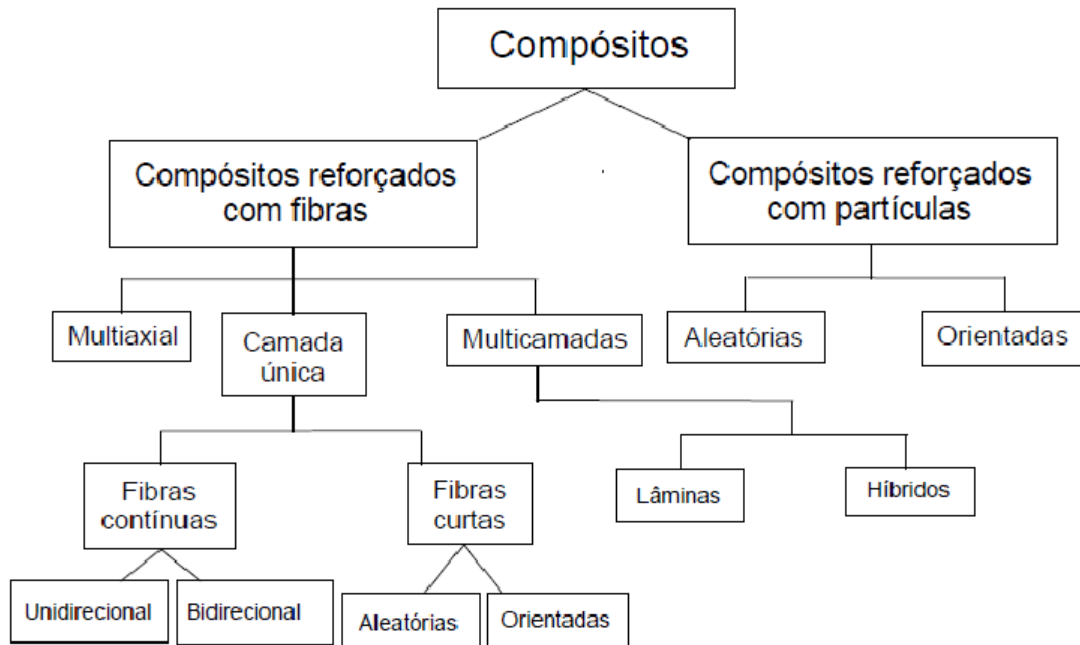 Compósitos
Compósitos reforçados
com fibras
Compósitos reforçados
com partículas
Multiaxial
Camada
única
Multicamadas
Aleatórias
Orientadas
Fibras
contínuas
Fibras
curtas
Lâminas
Híbridos
Unidirecional
Bidirecional
Aleatórias
Orientadas